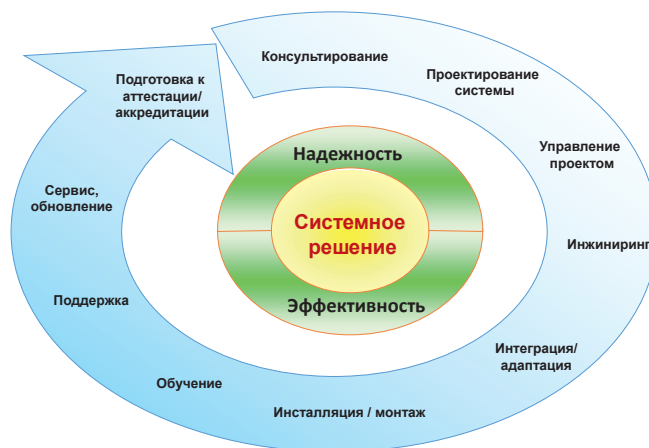 Консультирование
Проектирование
системы
Управление
проектом
Инжиниринг
Интеграция/
адаптация
Инсталляция / монтаж
Обучение
Поддержка
Сервис,
обновление
Подготовка к
аттестации/
аккредитации
Надежность
Системное
решение
Эффективность